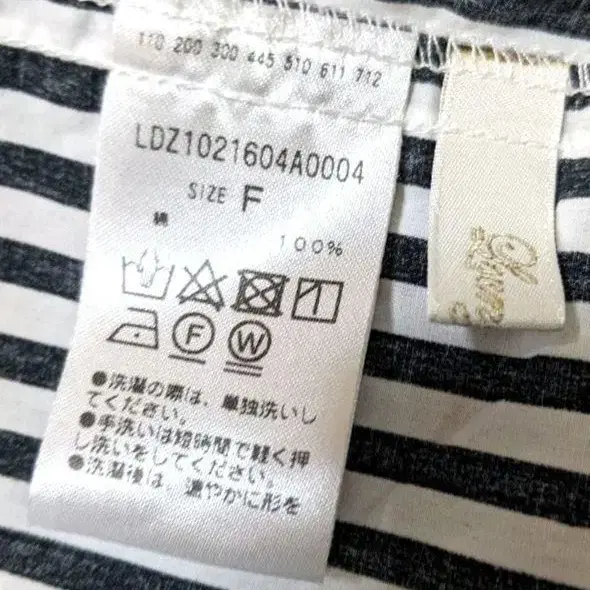 110 200 300 445 510 611 712
LDZ1021604A0004
SIZE F
綿 100%
F W
●洗濯の際は、単独洗いし
てください。
●手洗いは短時間で軽く押
し洗いをしてください。
●洗濯後は、速やかに形を